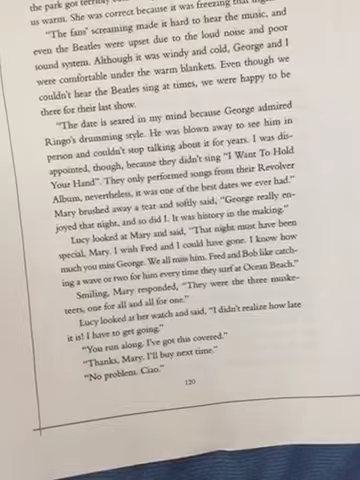 the park got
us warm. She was correct because it was freezing that
"The fans' screaming made it hard to hear the music, and
even the Beatles were upset due to the loud noise and poor
sound system. Although it was windy and cold, George and I
were comfortable under the warm blankets. Even though we
couldn't hear the Beatles sing at times, we were happy to be
there for their last show.
"The date is seared in my mind because George admired
Ringo's drumming style. He was blown away to see him in
person and couldn't stop talking about it for years. I was dis-
appointed, though, because they didn't sing "I Want To Hold
Your Hand". They only performed songs from their Revolver
Album, nevertheless, it was one of the best dates we ever had."
Mary brushed away a tear and softly said, "George really en-
joyed that night, and so did I. It was history in the making."
Lucy looked at Mary and said, "That night must have been
special, Mary. I wish Fred and I could have gone. I know how
much you miss George. We all miss him. Fred and Bob like catch-
ing a wave or two for him every time they surf at Ocean Beach."
Smiling, Mary responded, "They were the three muske-
teers, one for all and all for one."
Lucy looked at her watch and said, "I didn't realize how late
it is! I have to get going."
"You run along. I've got this covered."
"Thanks, Mary. I'll buy next time."
"No problem. Ciao."
120